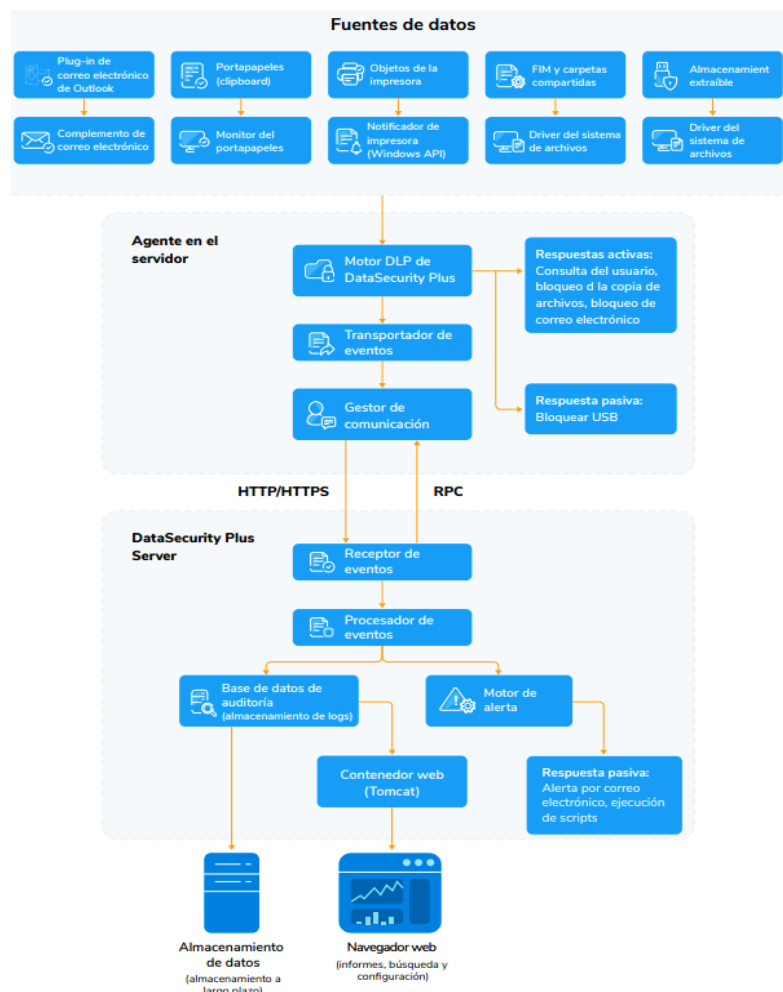 Fuentes de datos
Plug-in de
correo electrónico
de Outlook
Portapapeles
(clipboard)
Objetos de la
impresora
FIM y carpetas
compartidas
Almacenamient
extraíble
Complemento de
correo electrónico
Monitor del
portapapeles
Notificador de
impresora
(Windows API)
Driver del sistema
de archivos
Driver del
sistema de
archivos
Agente en el
servidor
Motor DLP de
DataSecurity Plus
Respuestas activas:
Consulta del usuario,
bloqueo d la copia de
archivos, bloqueo de
correo electrónico
Transportador de
eventos
Gestor de
comunicación
Respuesta pasiva:
Bloquear USB
HTTP/HTTPS
RPC
DataSecurity Plus
Server
Receptor de
eventos
Procesador de
eventos
Base de datos de
auditoría
(almacenamiento de logs)
Motor de
alerta
Contenedor web
(Tomcat)
Respuesta pasiva:
Alerta por correo
electrónico, ejecución
de scripts
Almacenamiento
de datos
(almacenamiento a
largo plazo)
Navegador web
(informes, búsqueda y
configuración)